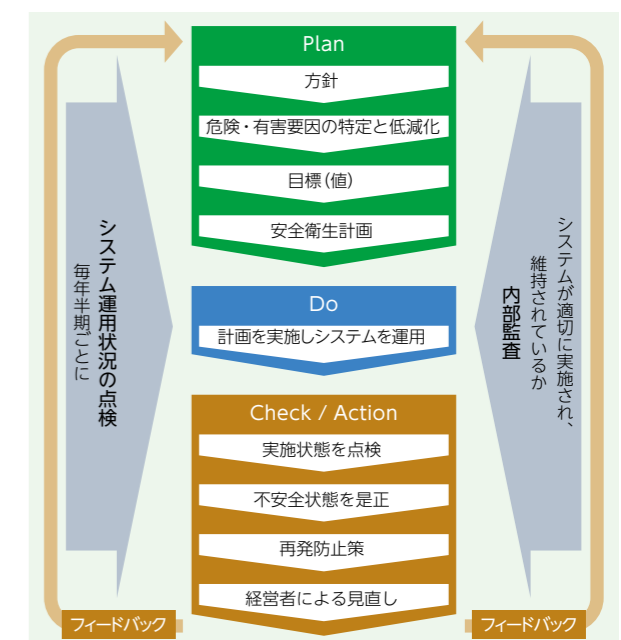 Plan
方針
危険・有害要因の特定と低減化
目標(値)
安全衛生計画
Do
計画を実施しシステムを運用
Check / Action
実施状態を点検
不安全状態を是正
再発防止策
経営者による見直し
システム運用状況の点検
毎年半期ごとに
システムが適切に実施され、
維持されているか
内部監査
フィードバック
フィードバック